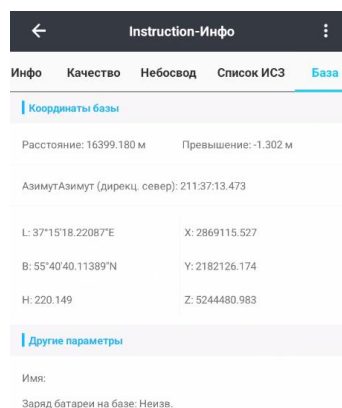 Instruction-Инфо
Инфо Качество Небосвод Список ИСЗ База
Координаты базы
Расстояние: 16399.180 м Превышение: -1.302 м
АзимутАзимут (дирекц. север): 211:37:13.473
L: 37°15'18.22087"E X: 2869115.527
B: 55°40'40.11389"N Y: 2182126.174
H: 220.149 Z: 5244480.983
Другие параметры
Имя:
Заряд батареи на базе: Неизв.